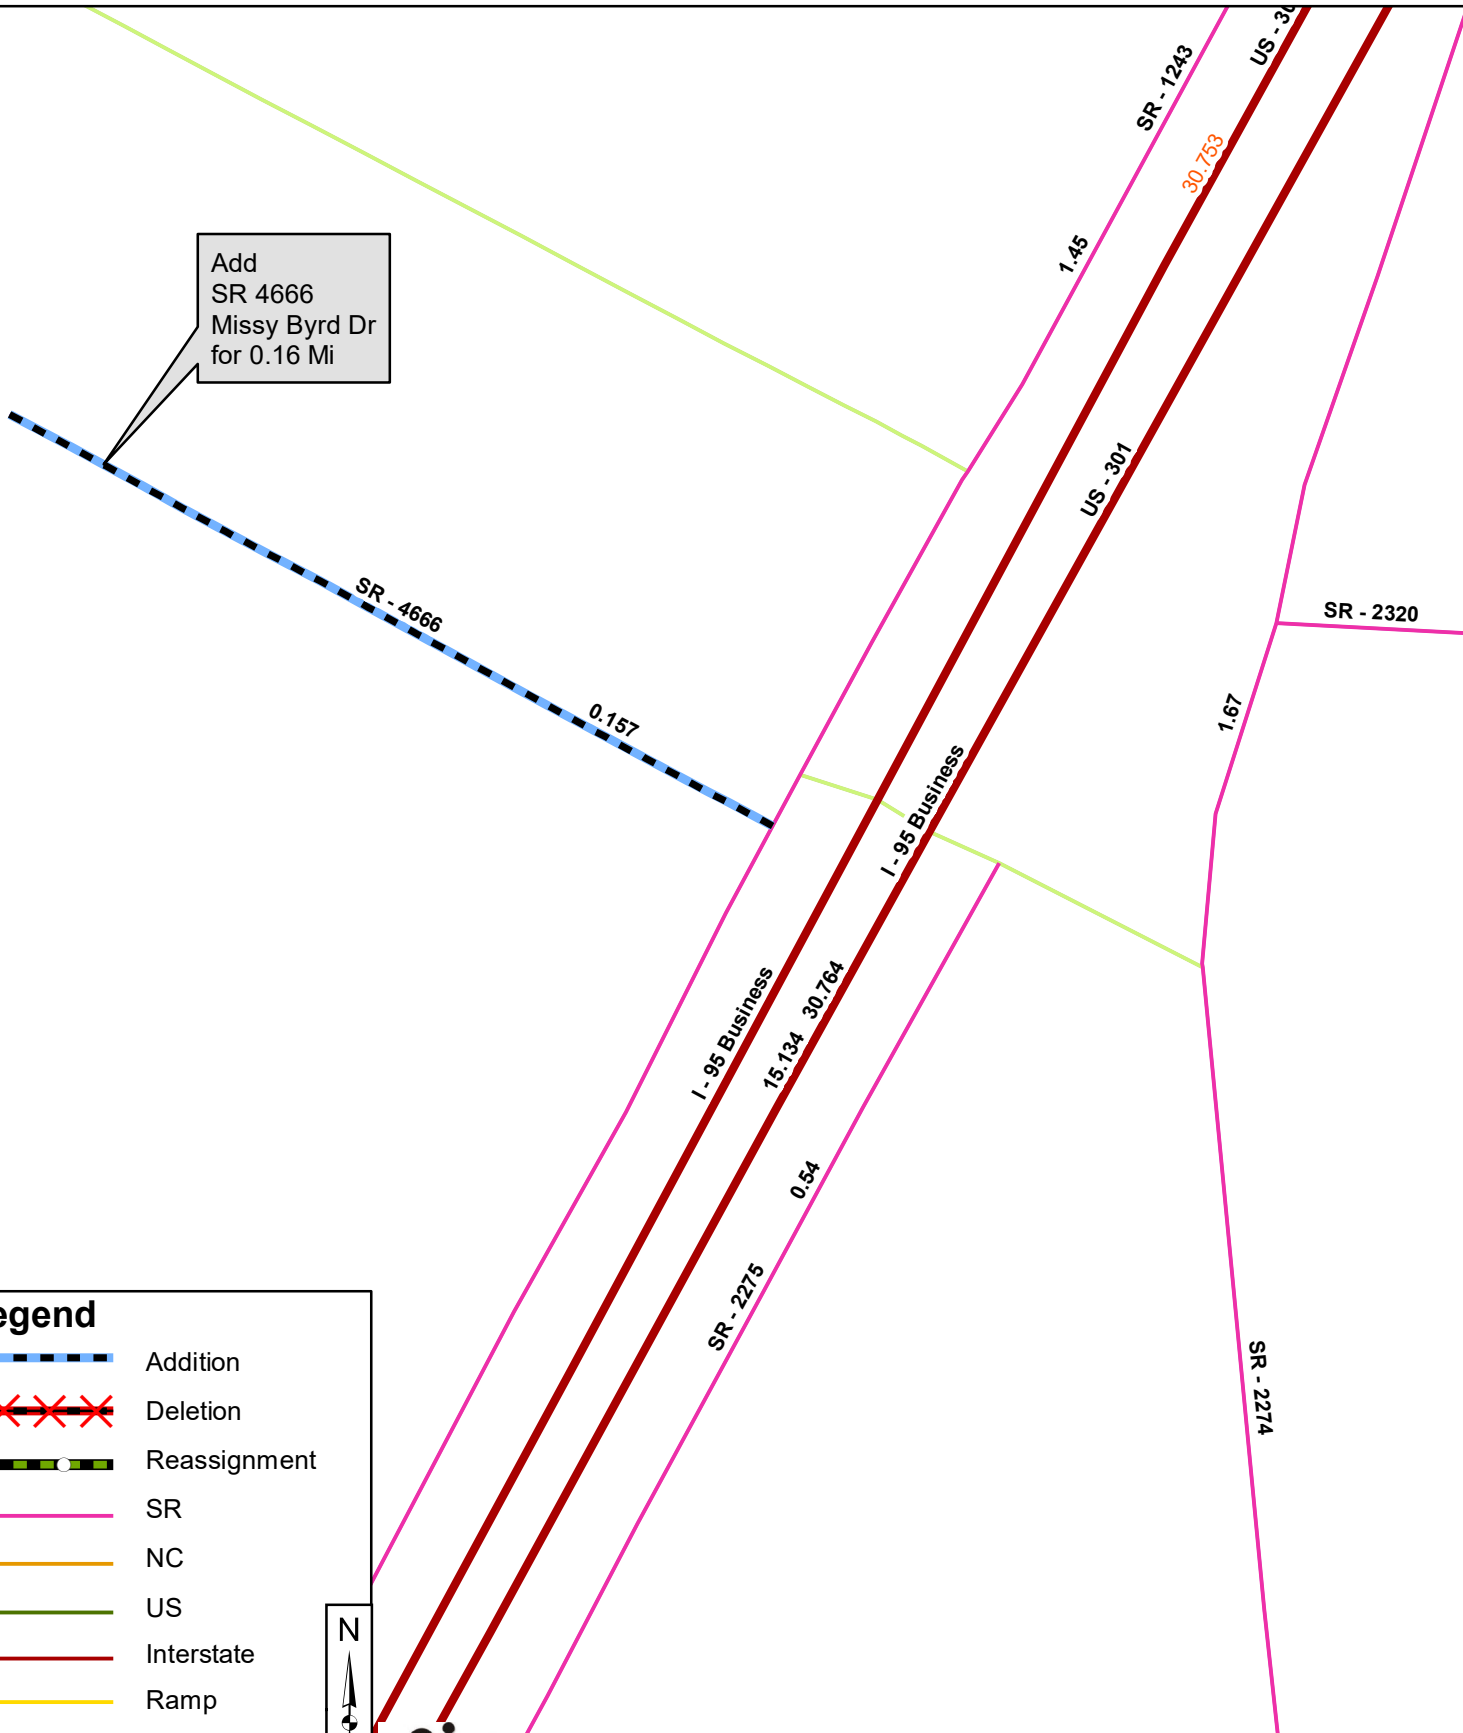 SR - 1243
30.753
1.45
Add
SR 4666
Missy Byrd Dr
for 0.16 Mi
US - 301
SR - 4666
SR - 2320
0.157
1.67
I - 95 Business
I - 95 Business
15.134 30.764
0.54
SR - 2275
SR - 2274
egend
Addition
Deletion
Reassignment
SR
NC
US
Interstate
Ramp
N